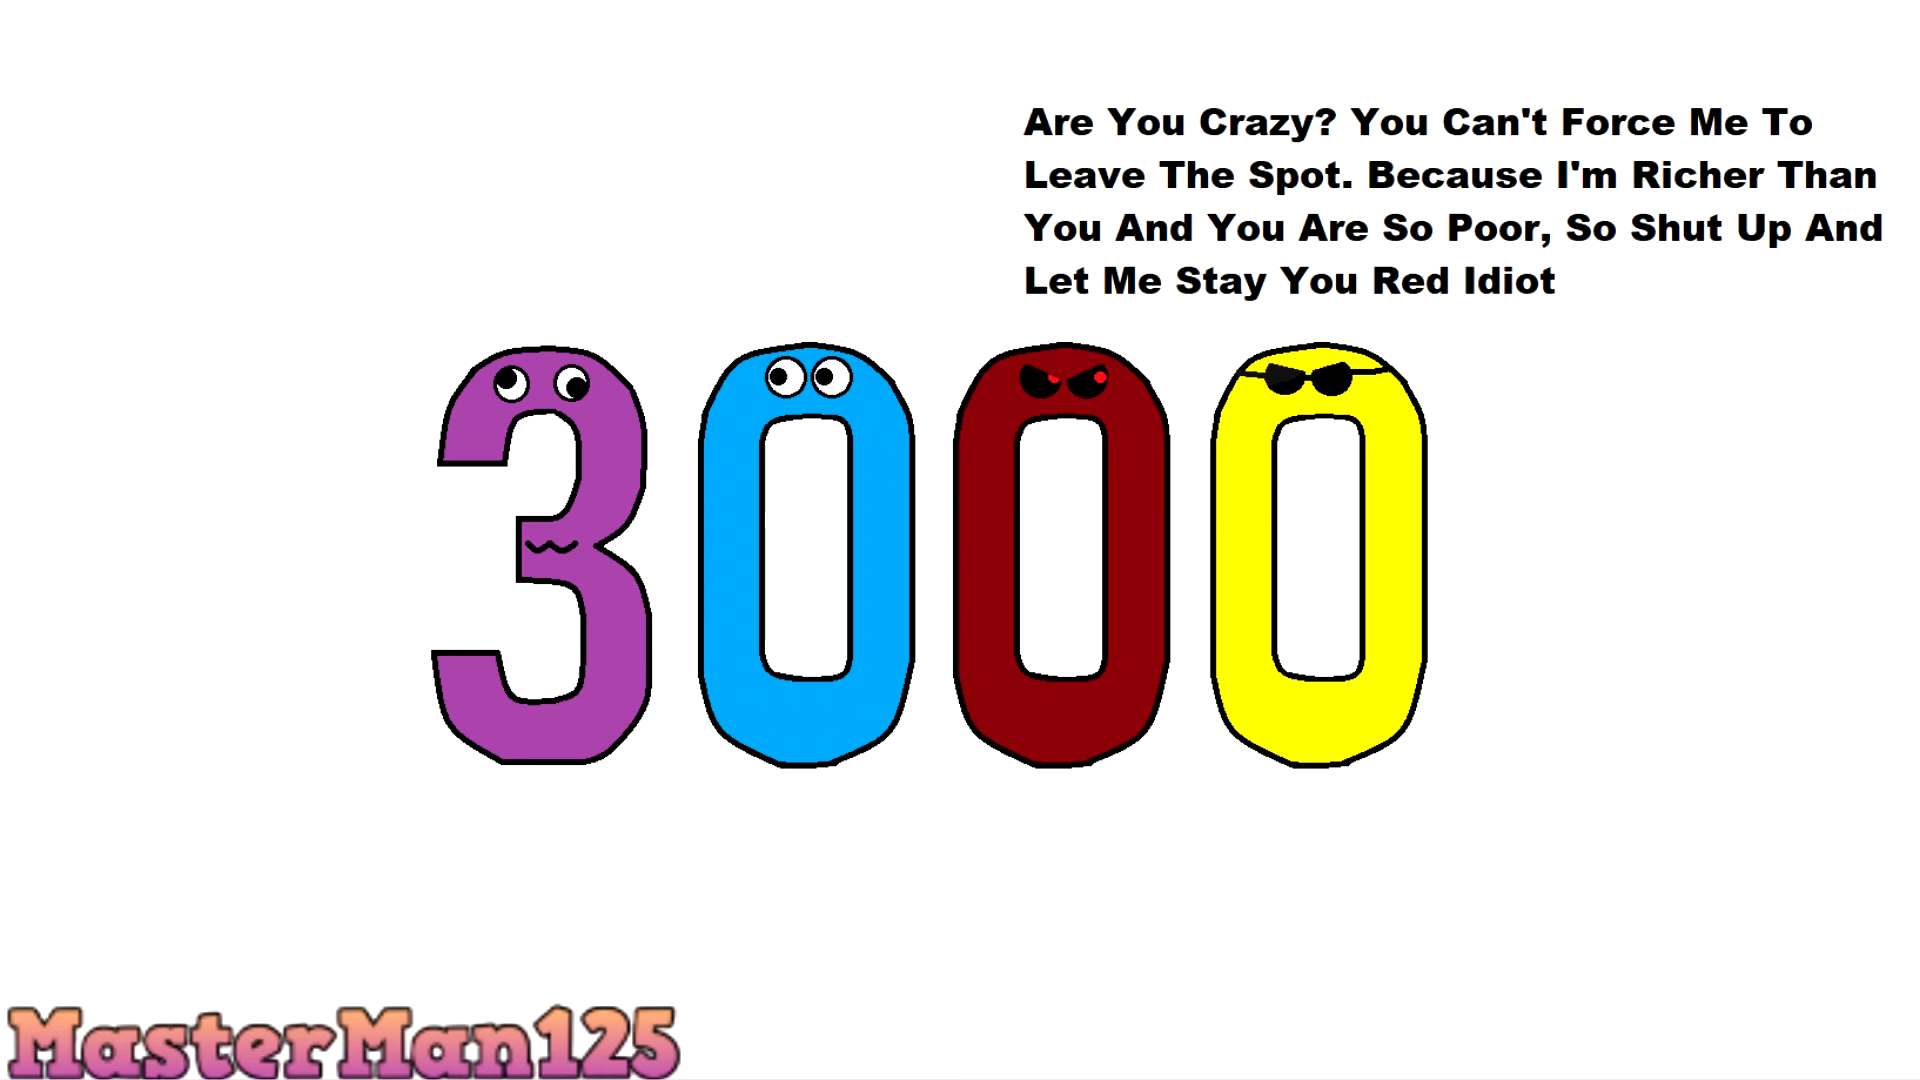 Are You Crazy? You Can't Force Me To
Leave The Spot. Because I'm Richer Than
You And You Are So Poor, So Shut Up And
Let Me Stay You Red Idiot
3000
MasterMan125